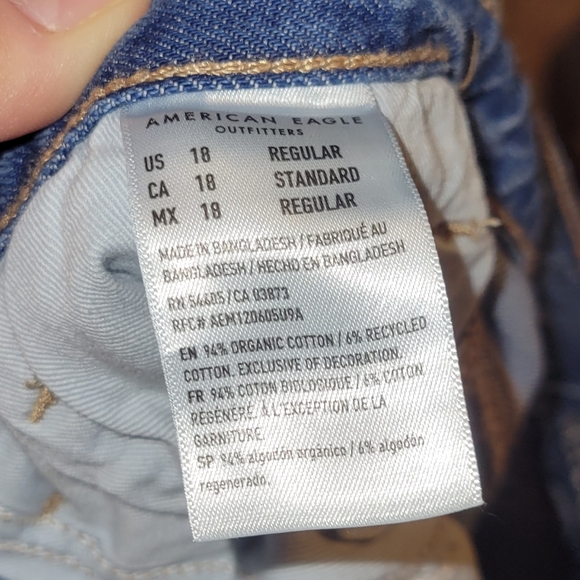 AMERICAN EAGLE
OUTFITTERS
US 18 REGULAR
CA 18 STANDARD
MX 18 REGULAR
MADE IN BANGLADESH / FABRIQUÉ AU
BANGLADESH / HECHO EN BANGLADESH
RN 54485 / CA 03873
RFC# AEM120605U9A
EN 94% ORGANIC COTTON / 6% RECYCLED
COTTON. EXCLUSIVE OF DECORATION.
FR 94% COTON BIOLOGIQUE / 6% COTON
RÉGÉNÉRÉ. À L'EXCEPTION DE LA
GARNITURE.
SP 94% algodón orgánico / 6% algodón
regenerado.